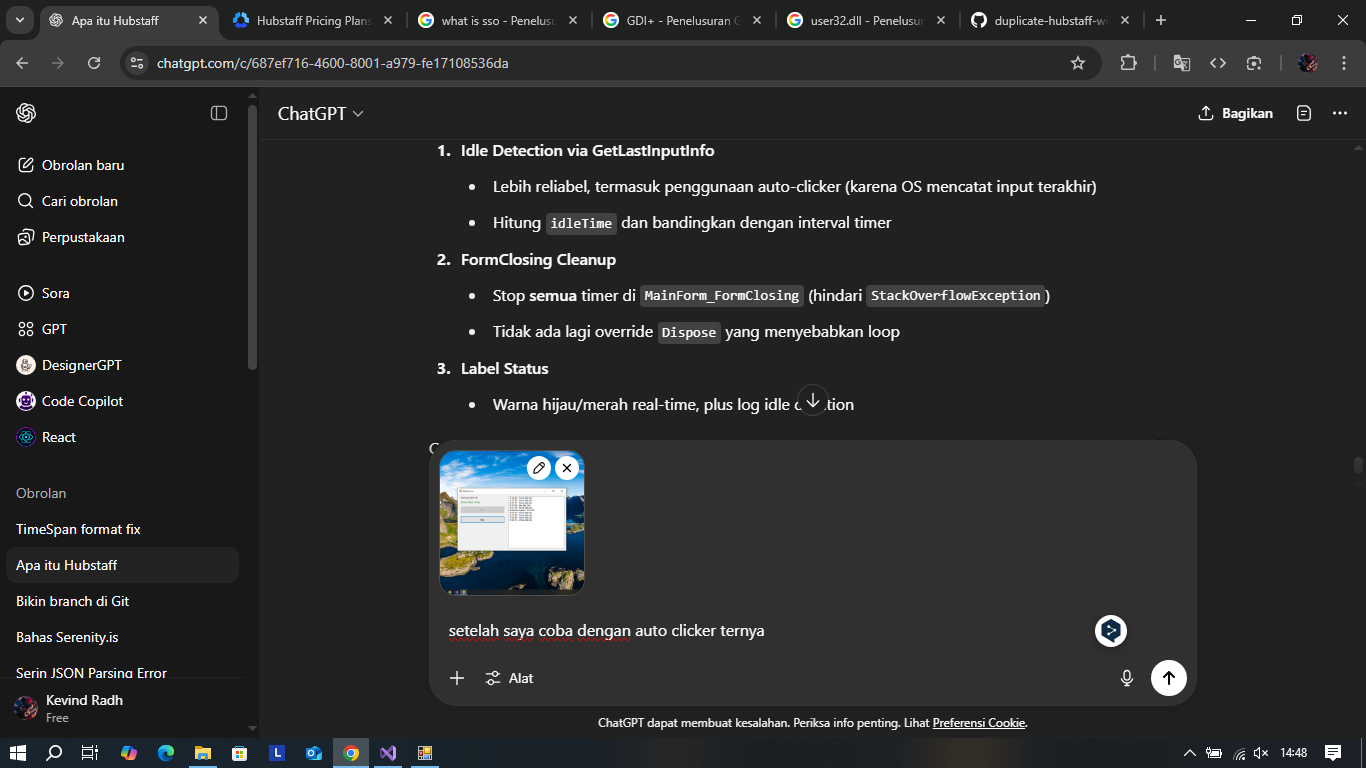 Apa itu Hubstaff
Hubstaff Pricing Plans
what is sso - Penelusu
GDI+ - Penelusuran G
user32.dll - Penelusur
duplicate-hubstaff-wi
chatgpt.com/c/687ef716-4600-8001-a979-fe17108536da
ChatGPT
Bagikan
Obrolan baru
Cari obrolan
Perpustakaan
Sora
GPT
DesignerGPT
Code Copilot
React
Obrolan
TimeSpan format fix
Apa itu Hubstaff
Bikin branch di Git
Bahas Serenity.is
Serin JSON Parsing Error
Kevind Radh
Free
1. Idle Detection via GetLastInputInfo
• Lebih reliabel, termasuk penggunaan auto-clicker (karena OS mencatat input terakhir)
• Hitung idleTime dan bandingkan dengan interval timer
2. FormClosing Cleanup
• Stop semua timer di MainForm_FormClosing (hindari StackOverflowException)
• Tidak ada lagi override Dispose yang menyebabkan loop
3. Label Status
• Warna hijau/merah real-time, plus log idle
setelah saya coba dengan auto clicker ternya
Alat
ChatGPT dapat membuat kesalahan. Periksa info penting. Lihat Preferensi Cookie.
14:48